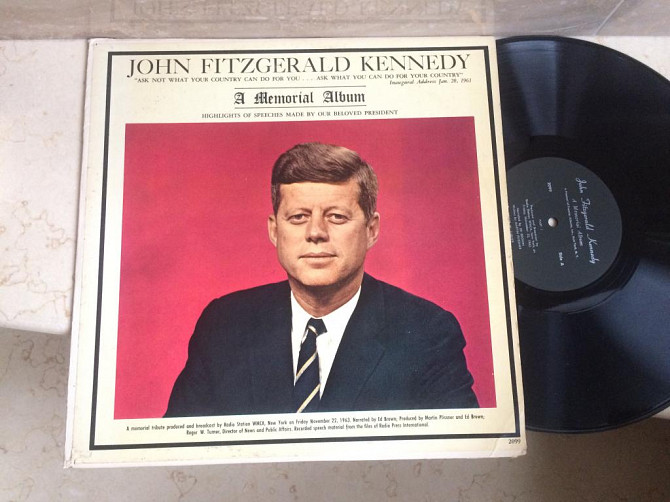 JOHN FITZGERALD KENNEDY
"ASK NOT WHAT YOUR COUNTRY CAN DO FOR YOU . . . ASK WHAT YOU CAN DO FOR YOUR COUNTRY"
Inaugural Address Jan. 20, 1961
A Memorial Album
HIGHLIGHTS OF SPEECHES MADE BY OUR BELOVED PRESIDENT
A memorial tribute produced and broadcast by Radio Station WMCA, New York on Friday November 22, 1963. Narrated by Ed Brown, Produced by Martin Plissner and Ed Brown,
Roger W. Turner, Director of News and Public Affairs. Recorded speech material from the files of Radio Press International.
2099
John Fitzgerald Kennedy
A Memorial Album
Side A